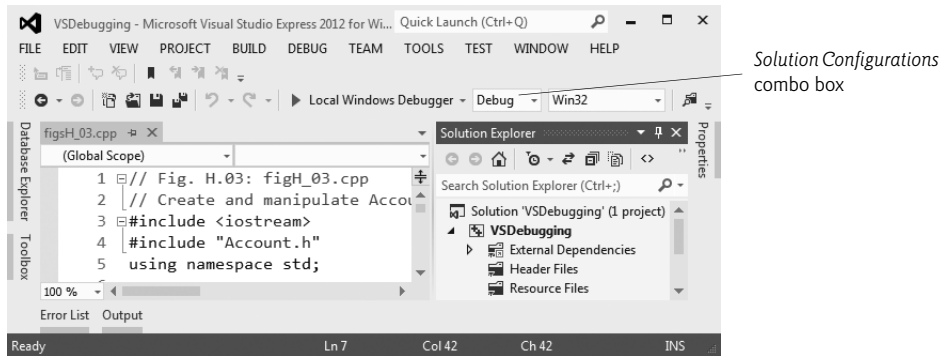 VSDebugging - Microsoft Visual Studio Express 2012 for Wi...
Quick Launch (Ctrl+Q)
FILE EDIT VIEW PROJECT BUILD DEBUG TEAM TOOLS TEST WINDOW HELP
Local Windows Debugger Debug Win32
Solution Configurations
combo box
Database Explorer
Toolbox
figsH_03.cpp
(Global Scope)
1 // Fig. H.03: figH_03.cpp
2 // Create and manipulate Accou
3 #include <iostream>
4 #include "Account.h"
5 using namespace std;
100 %
Solution Explorer
Search Solution Explorer (Ctrl+;)
Solution 'VSDebugging' (1 project)
VSDebugging
External Dependencies
Header Files
Resource Files
Properties
Error List Output
Ready Ln 7 Col 42 Ch 42 INS